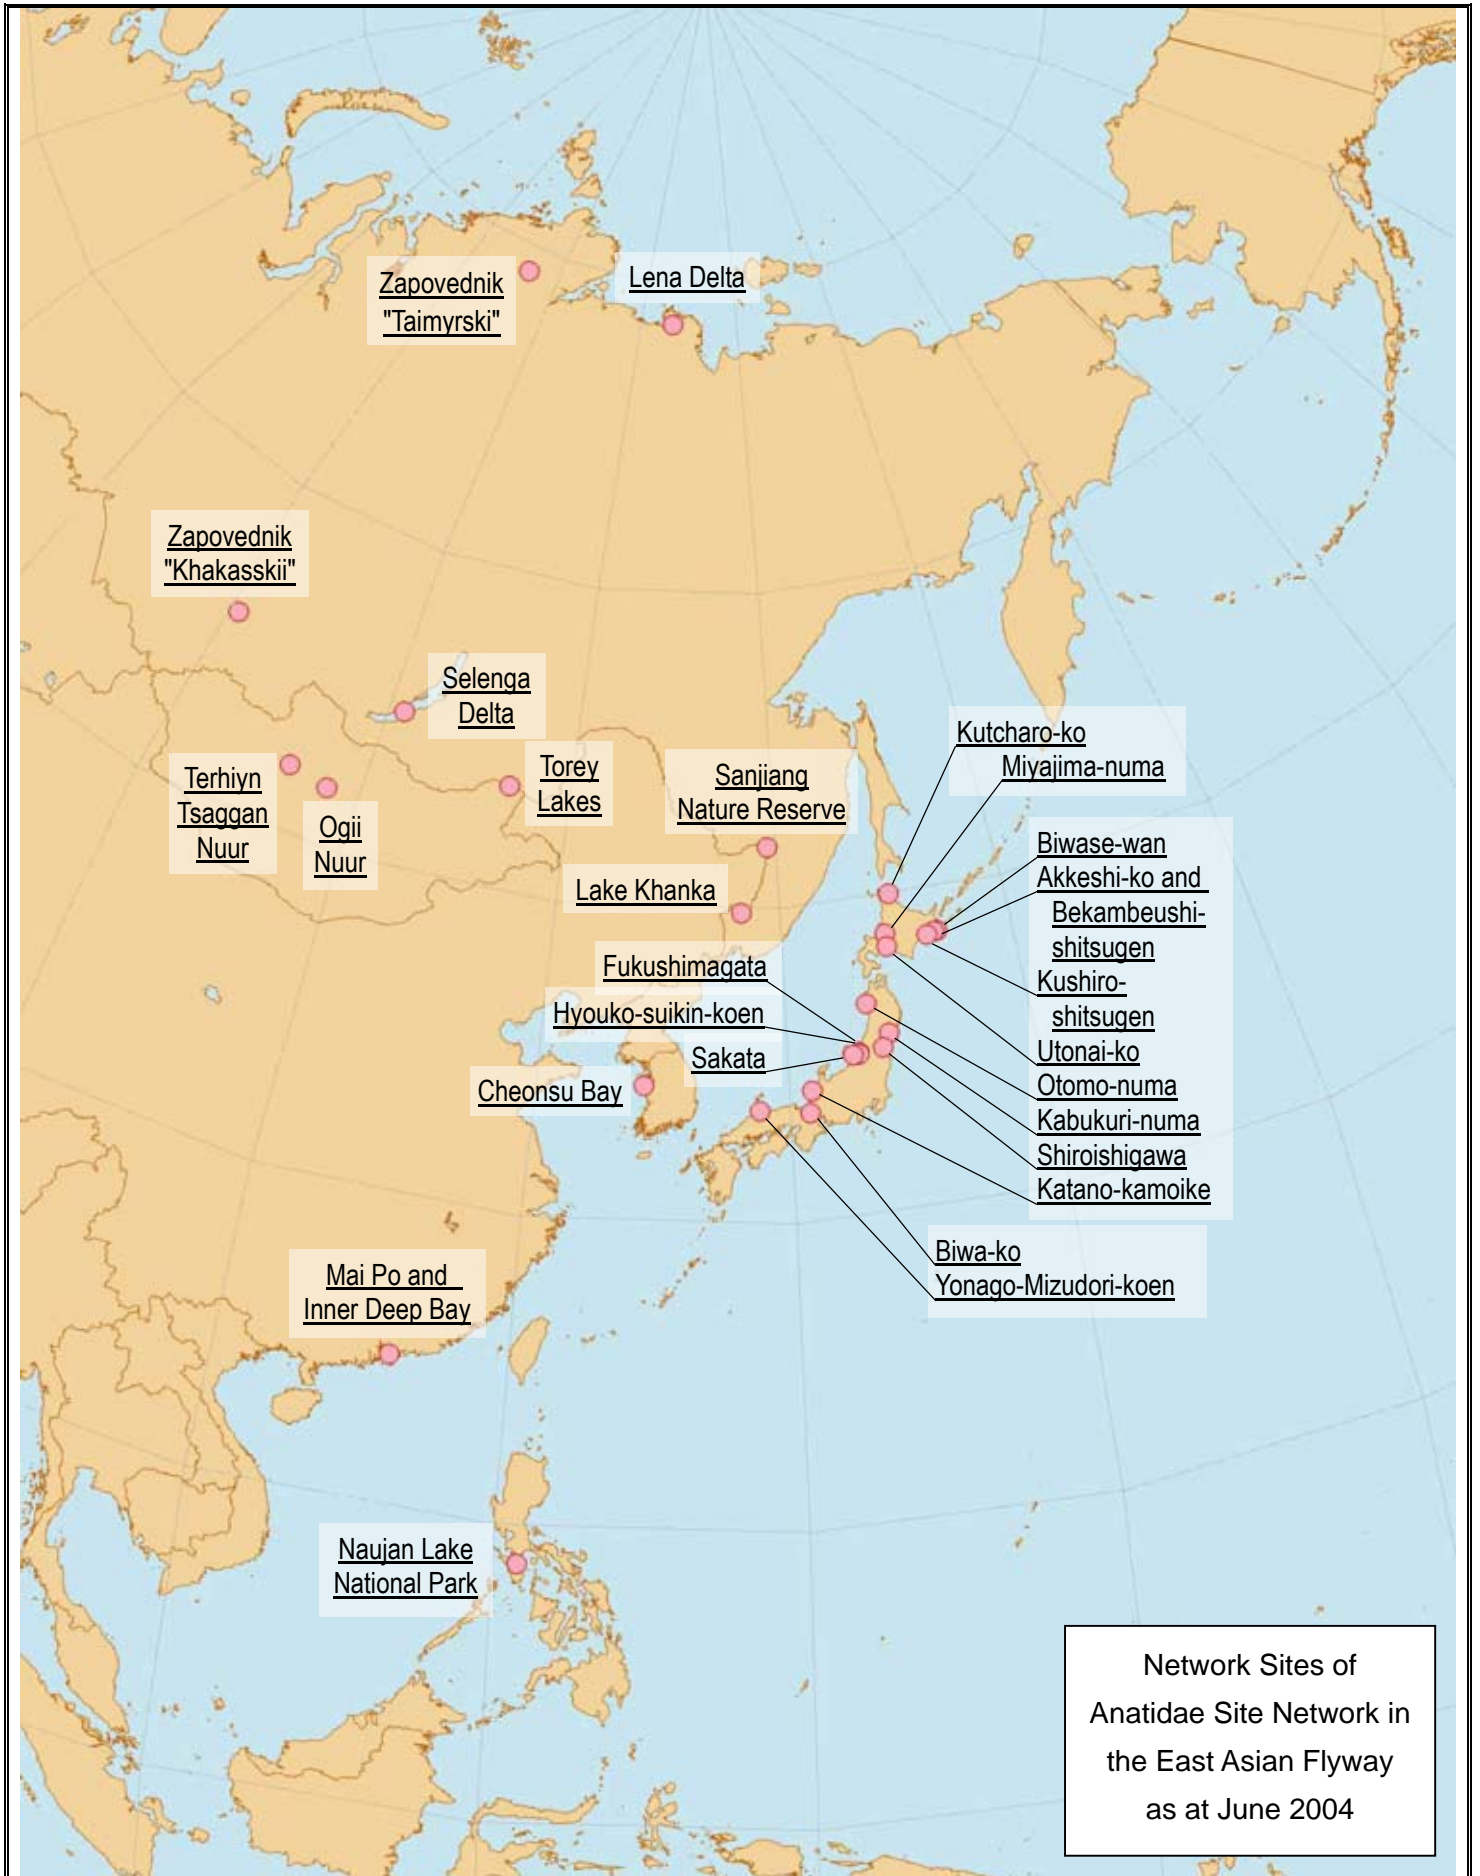 Zapovednik
"Taimyrski"
Lena Delta
Zapovednik
"Khakasskii"
Selenga
Delta
Terhiyn
Tsaggan
Nuur
Ogii
Nuur
Torey
Lakes
Sanjiang
Nature Reserve
Lake Khanka
Kutcharo-ko
Miyajima-numa
Biwase-wan
Akkeshi-ko and
Bekambeushi-
shitsugen
Kushiro-
shitsugen
Utonai-ko
Otomo-numa
Kabukuri-numa
Shiroishigawa
Katano-kamoike
Fukushimagata
Hyouko-suikin-koen
Sakata
Cheonsu Bay
Biwa-ko
Yonago-Mizudori-koen
Mai Po and
Inner Deep Bay
Naujan Lake
National Park
Network Sites of
Anatidae Site Network in
the East Asian Flyway
as at June 2004